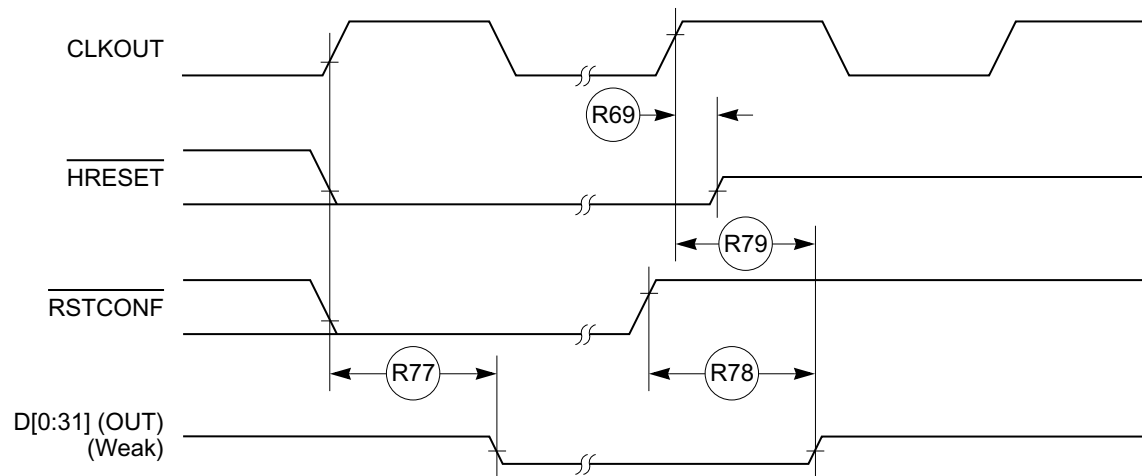 CLKOUT
R69
HRESET
R79
RSTCONF
R77
R78
D[0:31] (OUT)
(Weak)